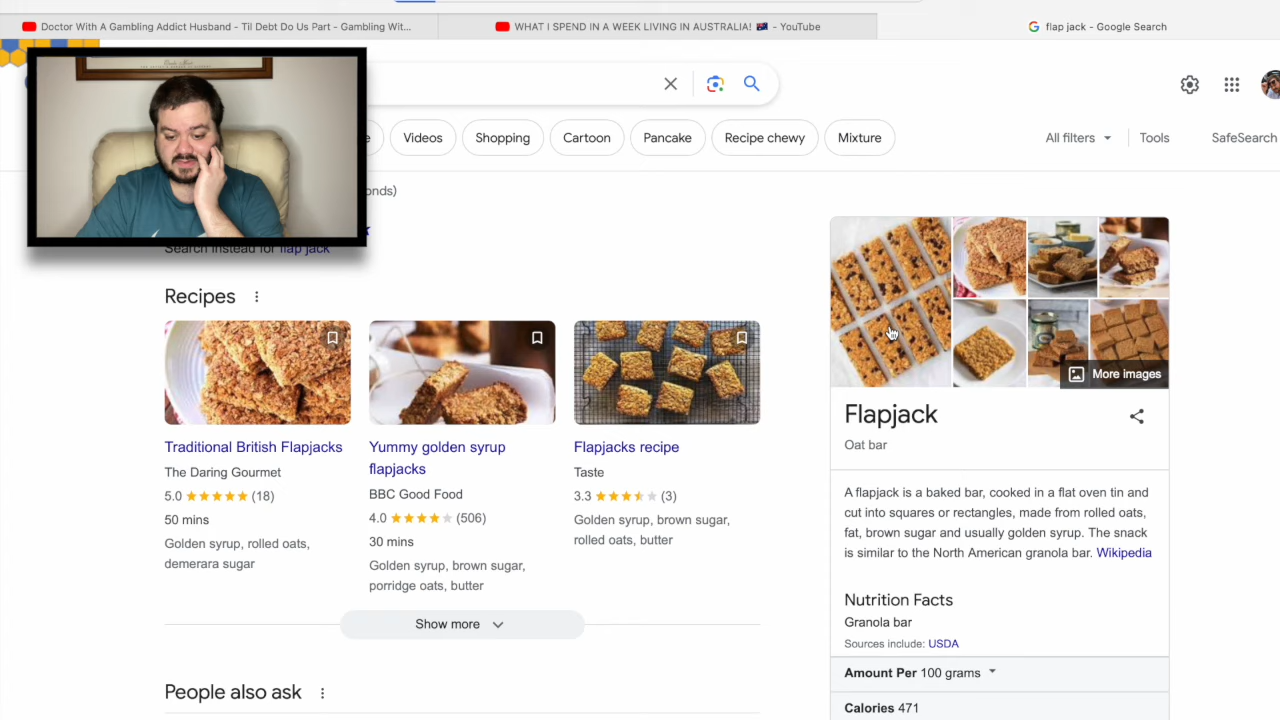 Doctor With A Gambling Addict Husband - Til Debt Do Us Part - Gambling Wit...
WHAT I SPEND IN A WEEK LIVING IN AUSTRALIA! 🇦🇺 - YouTube
flap jack - Google Search
Videos
Shopping
Cartoon
Pancake
Recipe chewy
Mixture
All filters
Tools
SafeSearch
onds)
Search instead for flap jack
Recipes
Traditional British Flapjacks
The Daring Gourmet
5.0 (18)
50 mins
Golden syrup, rolled oats,
demerara sugar
Yummy golden syrup
flapjacks
BBC Good Food
4.0 (506)
30 mins
Golden syrup, brown sugar,
porridge oats, butter
Flapjacks recipe
Taste
3.3 (3)
Golden syrup, brown sugar,
rolled oats, butter
Show more
People also ask
More images
Flapjack
Oat bar
A flapjack is a baked bar, cooked in a flat oven tin and
cut into squares or rectangles, made from rolled oats,
fat, brown sugar and usually golden syrup. The snack
is similar to the North American granola bar. Wikipedia
Nutrition Facts
Granola bar
Sources include: USDA
Amount Per 100 grams
Calories 471